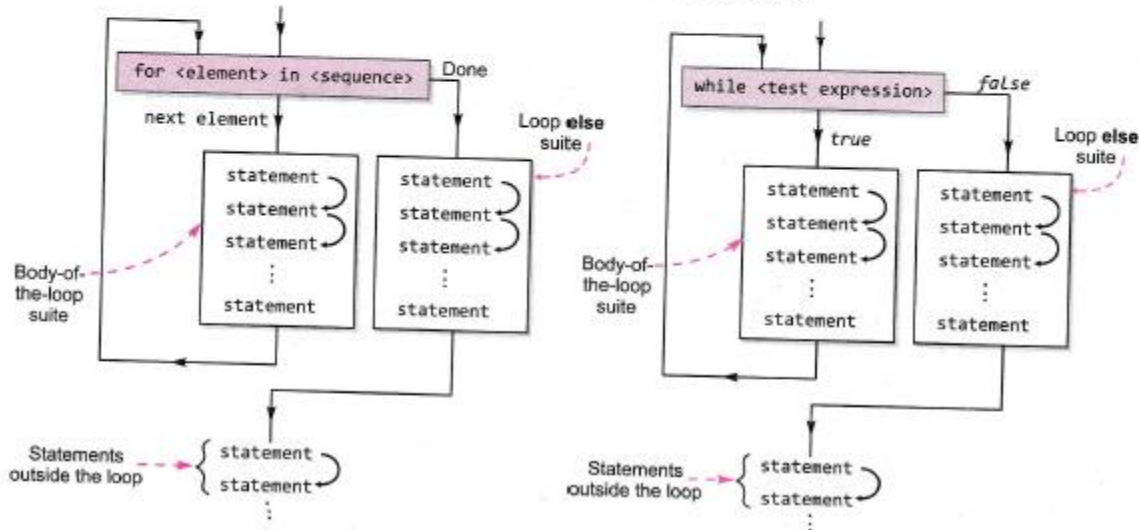 for <element> in <sequence>
Done
next element
Loop else
suite
statement
statement
statement
⋮
statement
statement
statement
statement
⋮
statement
Body-of-
the-loop
suite
Statements
outside the loop
statement
statement
⋮
while <test expression>
false
true
Loop else
suite
statement
statement
statement
⋮
statement
statement
statement
statement
⋮
statement
Body-of-
the-loop
suite
Statements
outside the loop
statement
statement
⋮